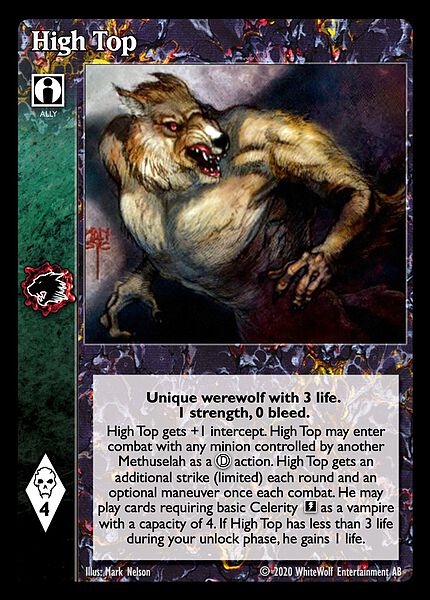 High Top
ALLY
Unique werewolf with 3 life.
1 strength, 0 bleed.
High Top gets +1 intercept. High Top may enter
combat with any minion controlled by another
Methuselah as a Ⓓ action. High Top gets an
additional strike (limited) each round and an
optional maneuver once each combat. He may
play cards requiring basic Celerity as a vampire
with a capacity of 4. If High Top has less than 3 life
during your unlock phase, he gains 1 life.
4
Illus: Mark Nelson © 2020 WhiteWolf Entertainment AB